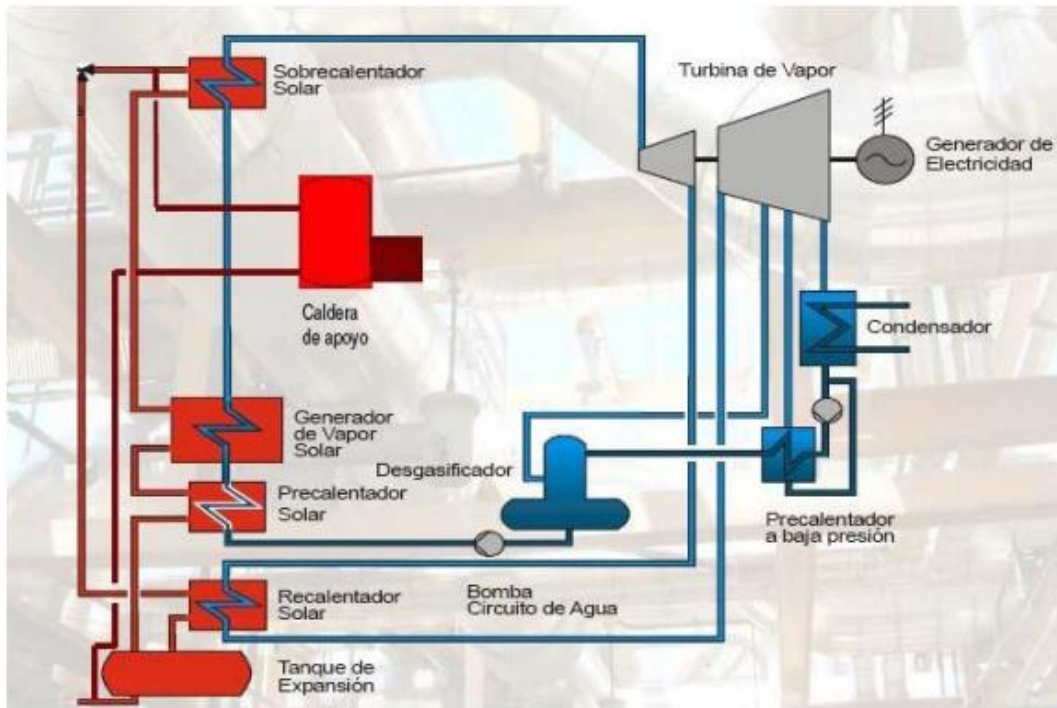 Sobrecalentador
Solar
Turbina de Vapor
Generador de
Electricidad
Caldera
de apoyo
Condensador
Generador
de Vapor
Solar
Desgasificador
Precalentador
Solar
Precalentador
a baja presión
Bomba
Circuito de Agua
Recalentador
Solar
Tanque de
Expansión